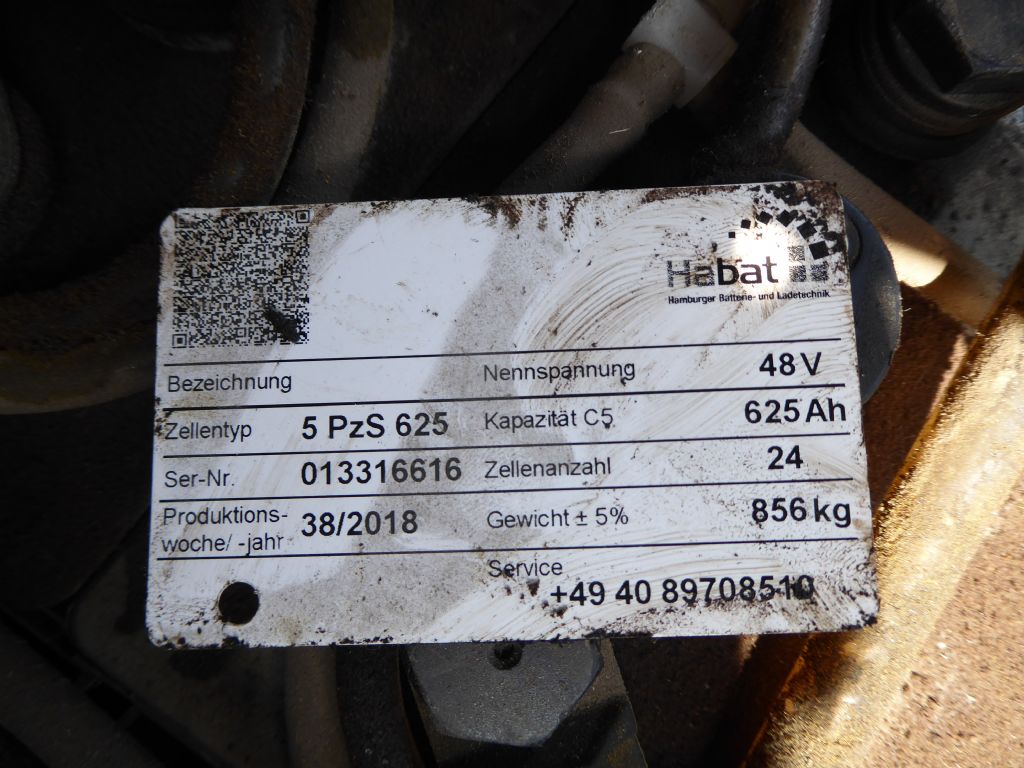 Habat
Hamburger Batterie- und Ladetechnik
Bezeichnung Nennspannung 48 V
Zellentyp 5 PzS 625 Kapazität C5 625 Ah
Ser-Nr. 013316616 Zellenanzahl 24
Produktions-
woche/ -jahr 38/2018 Gewicht ± 5% 856 kg
Service
+49 40 89708510